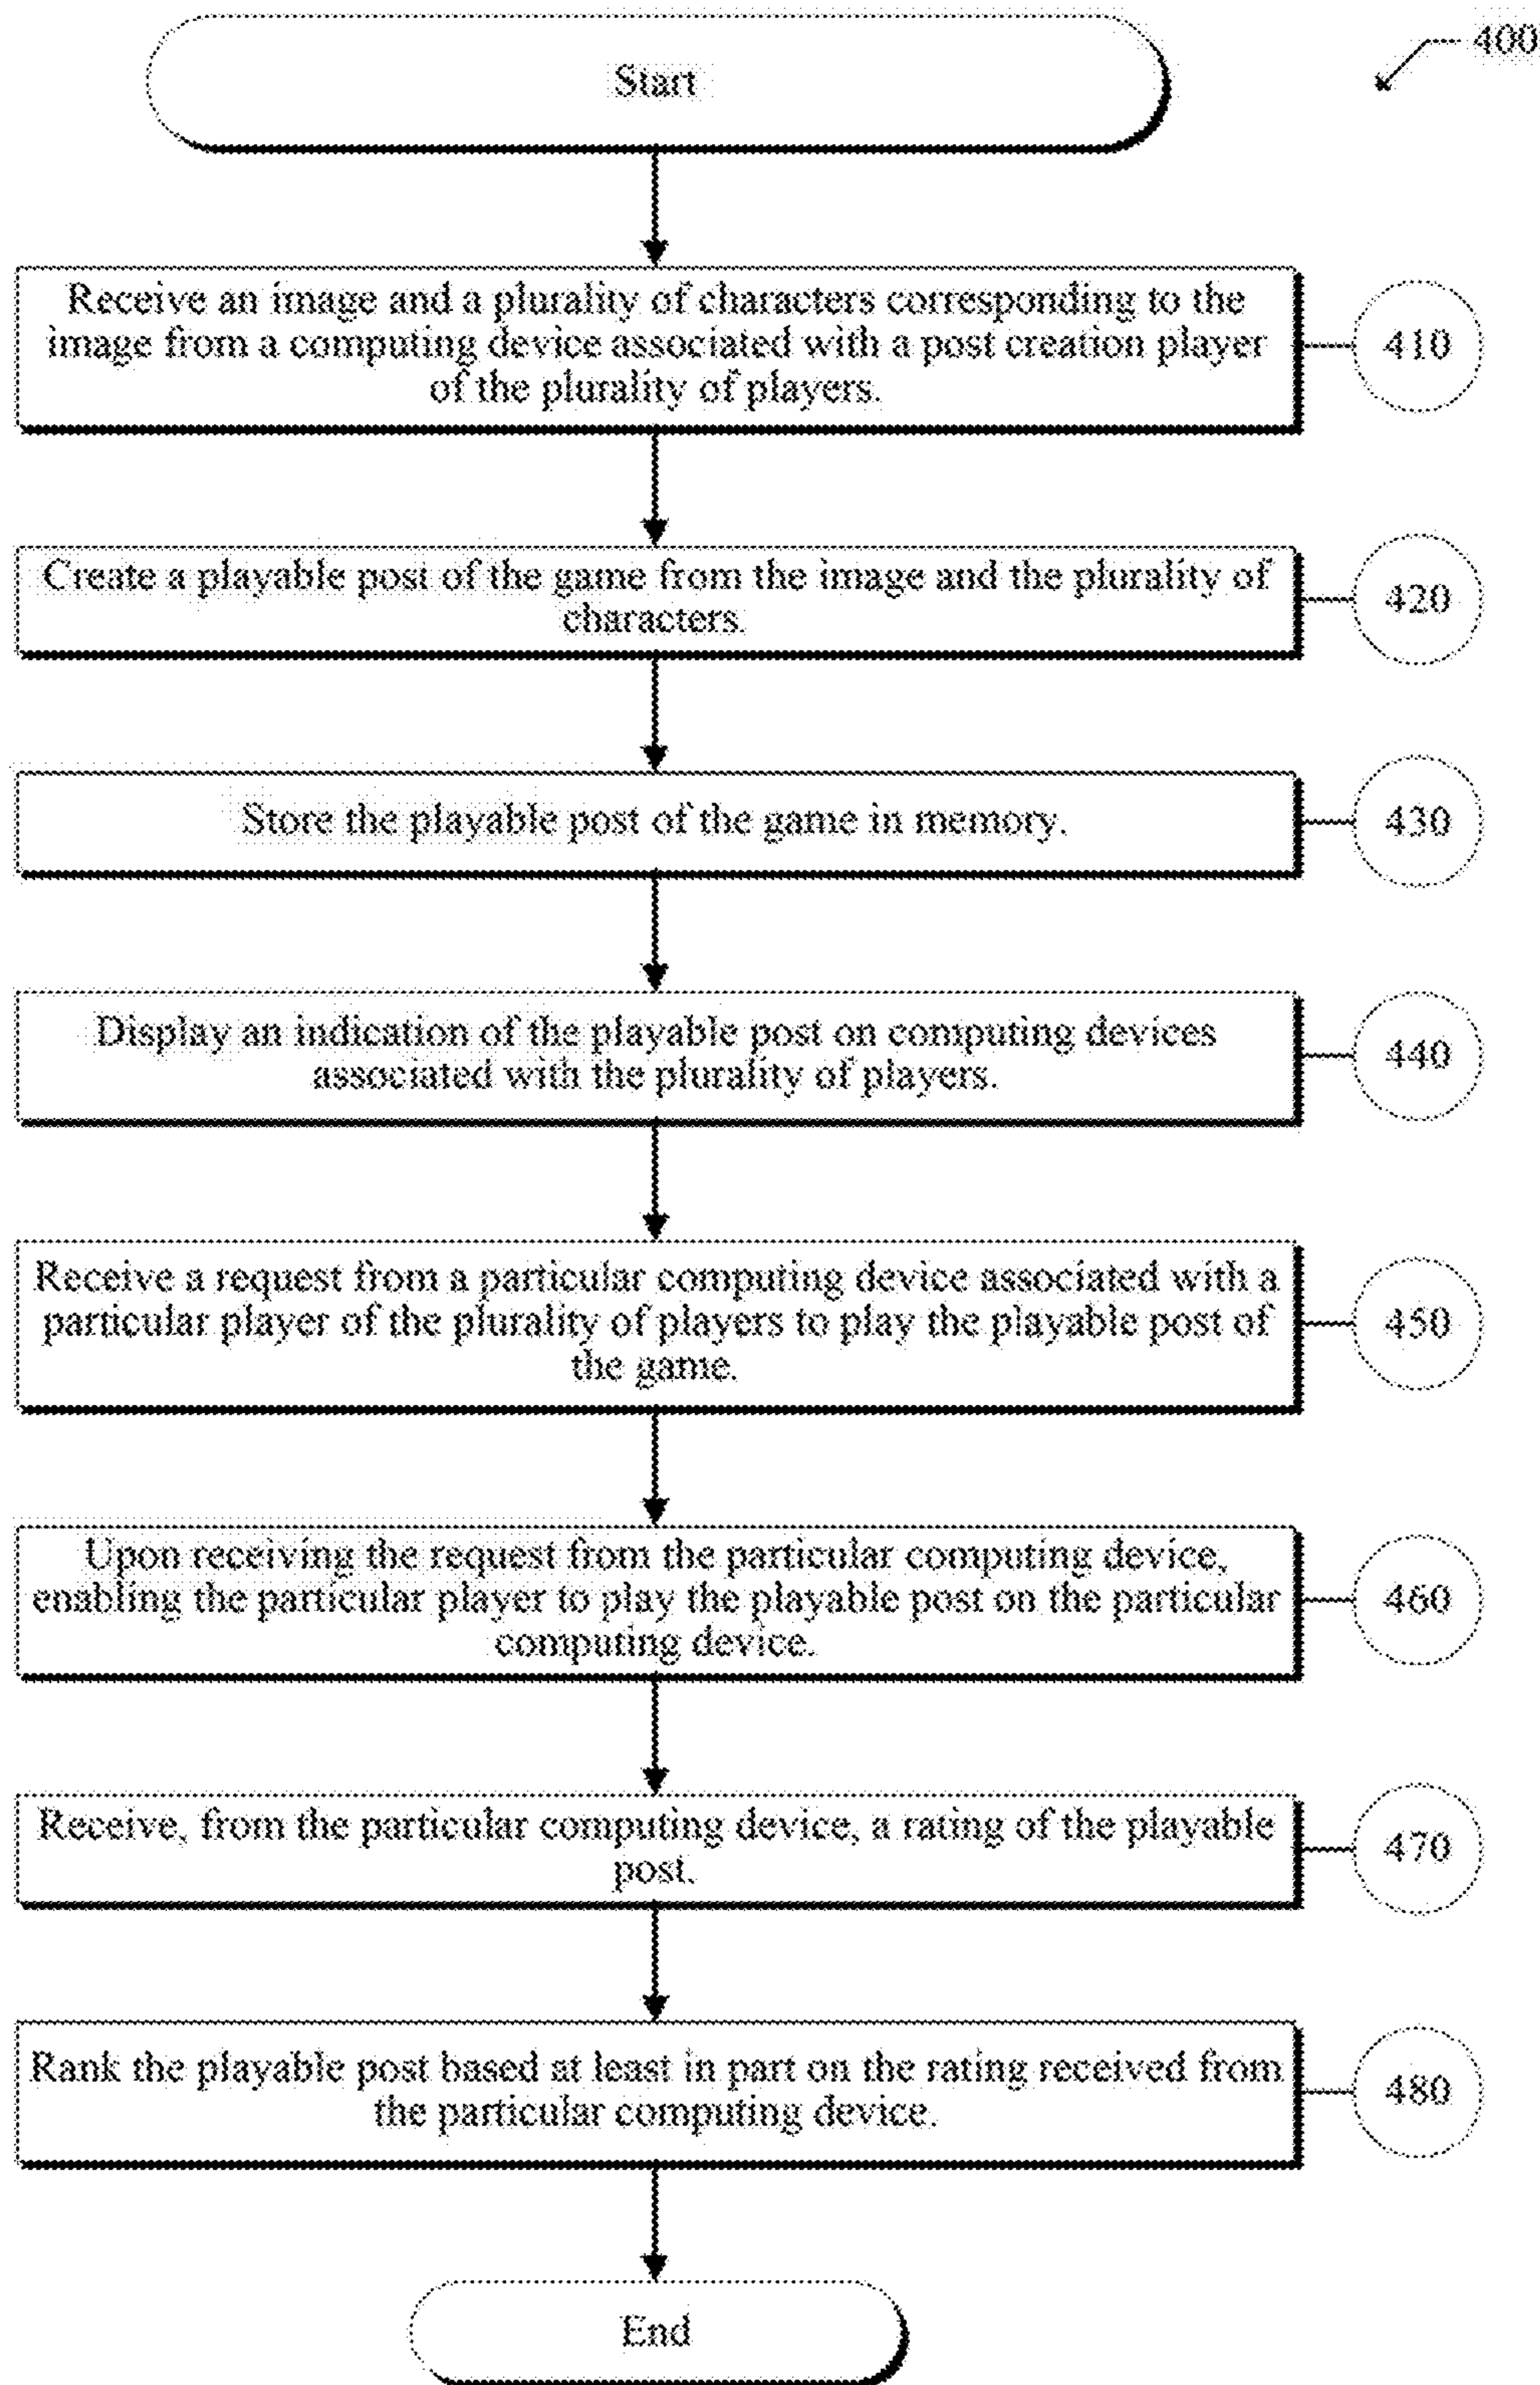 Start
400
Receive an image and a plurality of characters corresponding to the
image from a computing device associated with a post creation player
of the plurality of players.
410
Create a playable post of the game from the image and the plurality of
characters.
420
Store the playable post of the game in memory.
430
Display an indication of the playable post on computing devices
associated with the plurality of players.
440
Receive a request from a particular computing device associated with a
particular player of the plurality of players to play the playable post of
the game.
450
Upon receiving the request from the particular computing device,
enabling the particular player to play the playable post on the particular
computing device.
460
Receive, from the particular computing device, a rating of the playable
post.
470
Rank the playable post based at least in part on the rating received from
the particular computing device.
480
End